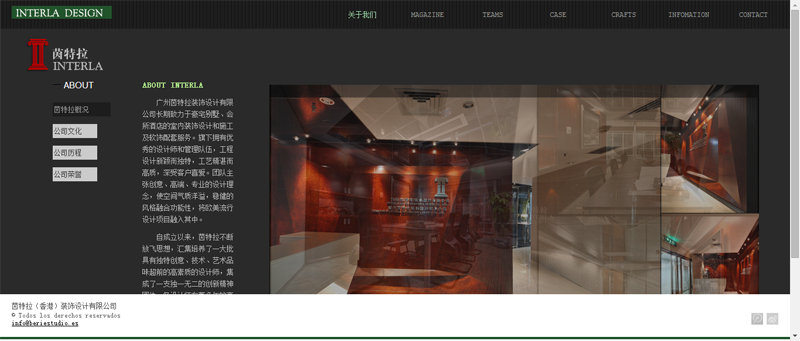 INTERLA DESIGN
关于我们 MAGAZINE TEAMS CASE CRAFTS INFOMATION CONTACT
茵特拉
INTERLA
ABOUT
茵特拉概况
公司文化
公司历程
公司荣誉
ABOUT INTERLA
广州茵特拉装饰设计有限
公司长期致力于豪宅别墅、会
所酒店的室内装饰设计和施工
及软饰配套服务。旗下拥有优
秀的设计师和管理队伍，工程
设计新颖而独特，工艺精湛而
高质，深受客户喜爱。团队主
张创意、高端、专业的设计理
念，使空间气质洋溢，稳健的
风格融合功能性，将欧美流行
设计项目融入其中。
自成立以来，茵特拉不断
放飞思想，汇集培养了一大批
具有独特创意、技术、艺术品
味超前的高素质的设计师，集
成了一支独一无二的创新精神
茵特拉（香港）装饰设计有限公司
© Todos los derechos reservados
info@beriestudio.es